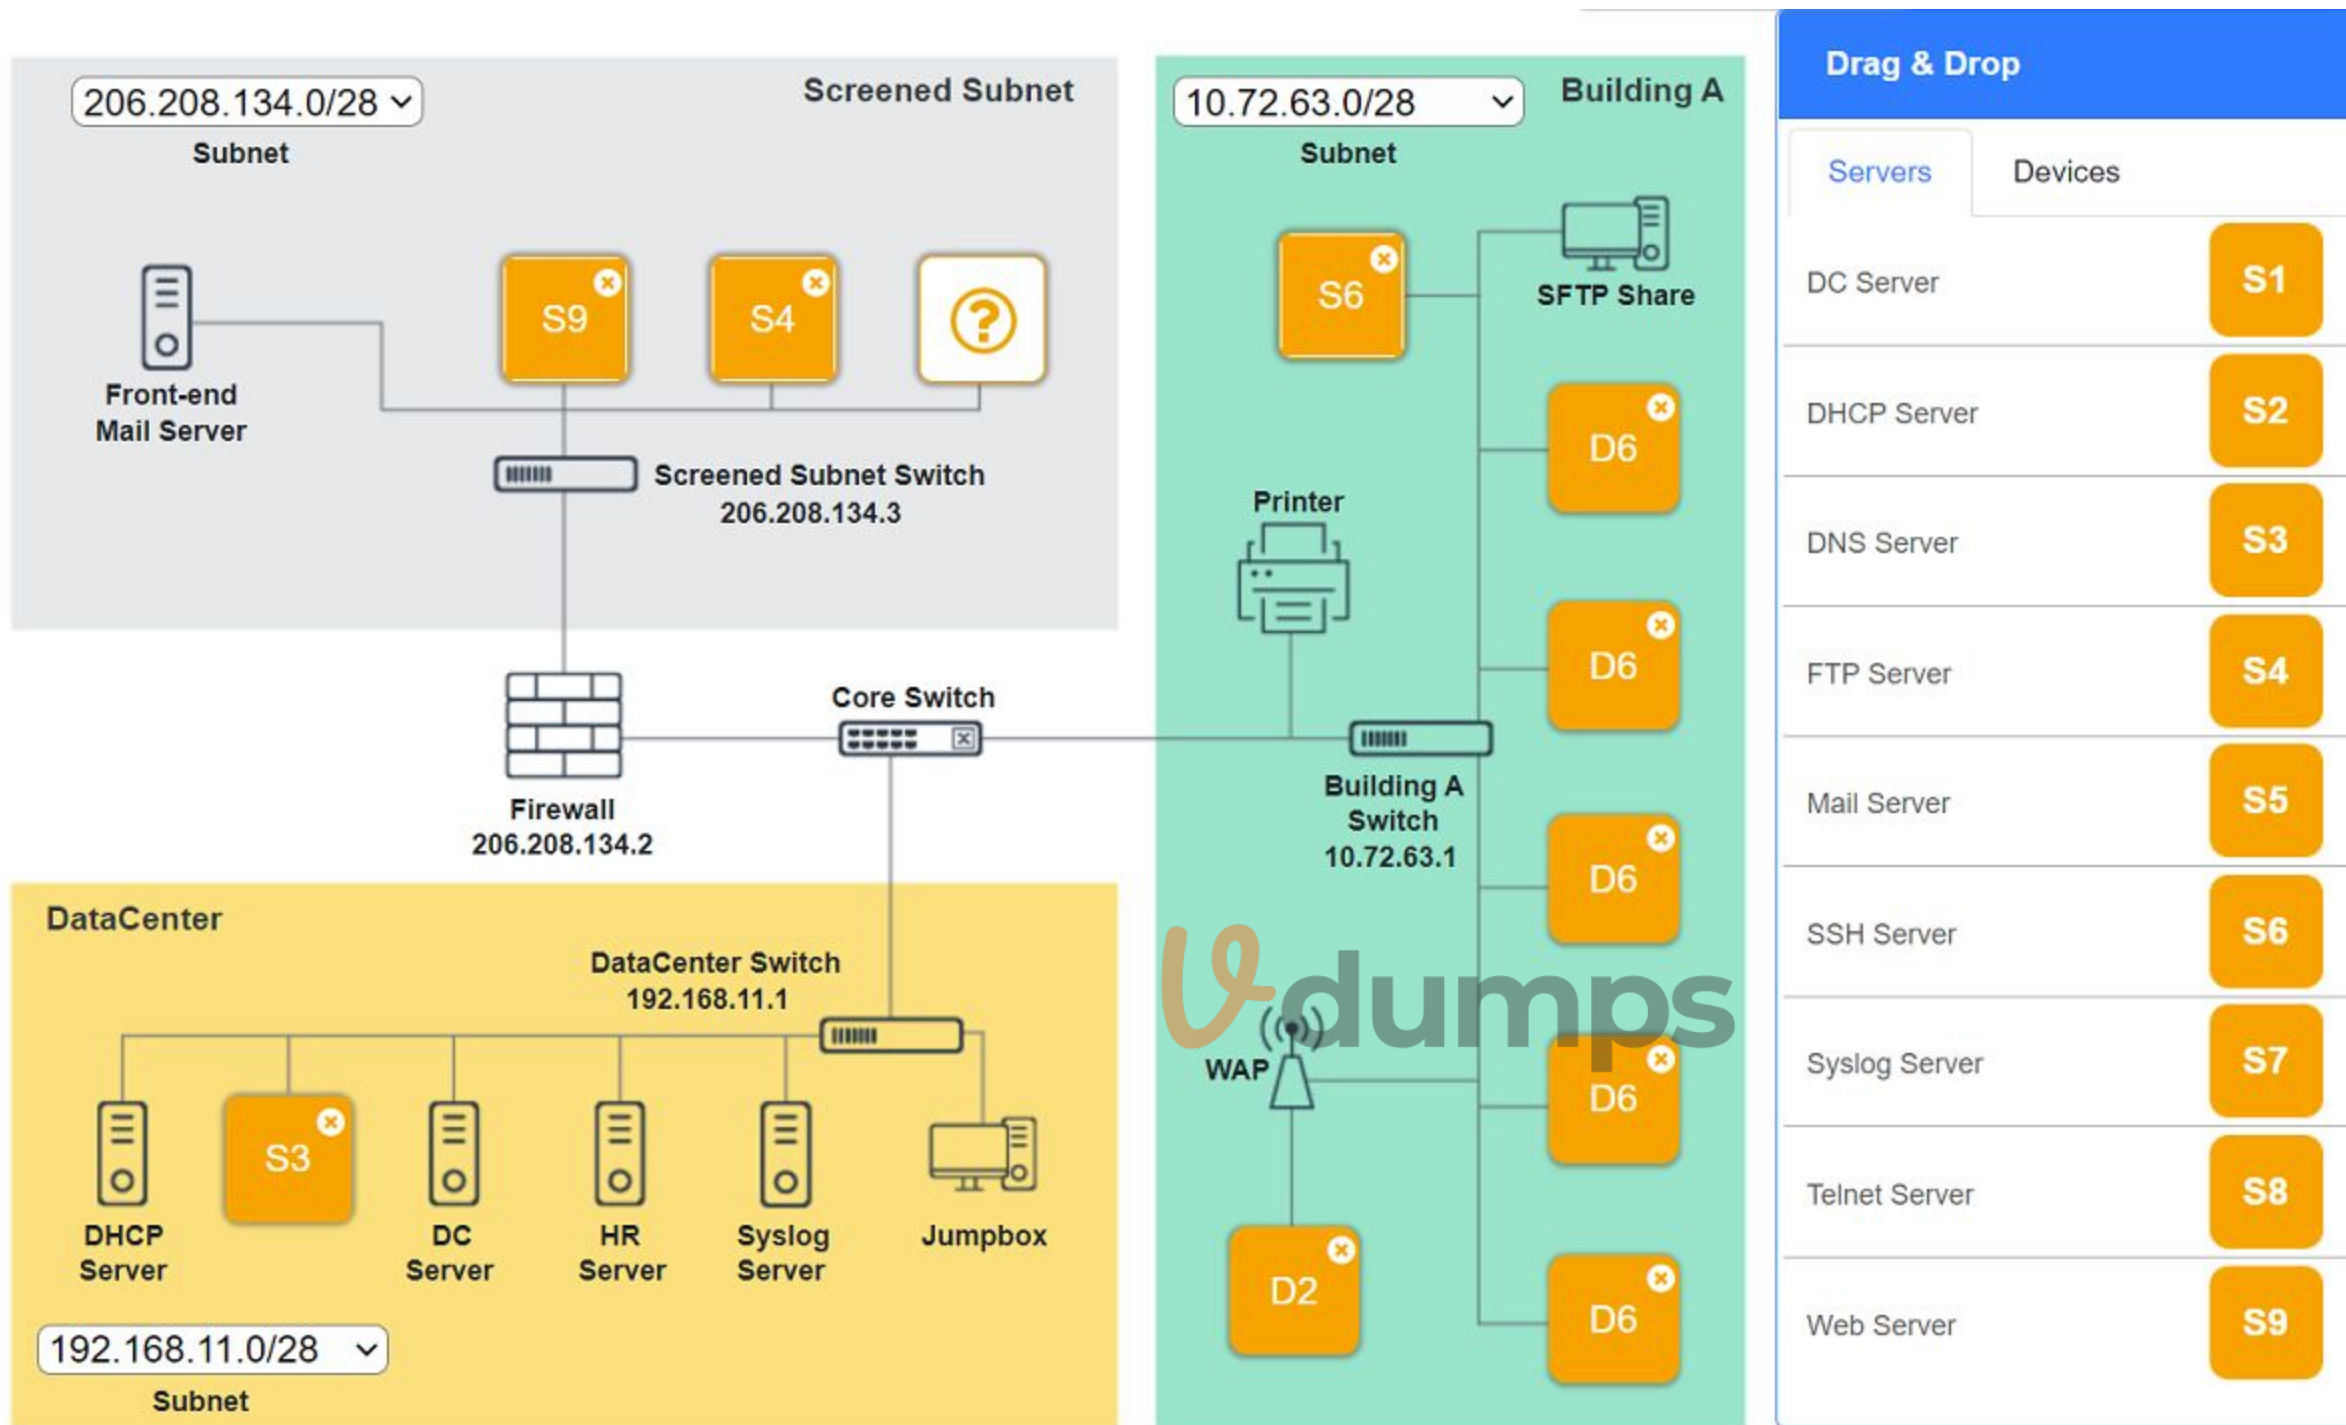 206.208.134.0/28
Subnet
Screened Subnet
S9
S4
?
Front-end
Mail Server
Screened Subnet Switch
206.208.134.3
Firewall
206.208.134.2
Core Switch
DataCenter
DataCenter Switch
192.168.11.1
S3
DHCP
Server
DC
Server
HR
Server
Syslog
Server
Jumpbox
192.168.11.0/28
Subnet
10.72.63.0/28
Subnet
Building A
S6
SFTP Share
D6
Printer
D6
Building A
Switch
10.72.63.1
D6
Vdumps
WAP
D6
D2
D6
Drag & Drop
Servers
Devices
DC Server
S1
DHCP Server
S2
DNS Server
S3
FTP Server
S4
Mail Server
S5
SSH Server
S6
Syslog Server
S7
Telnet Server
S8
Web Server
S9